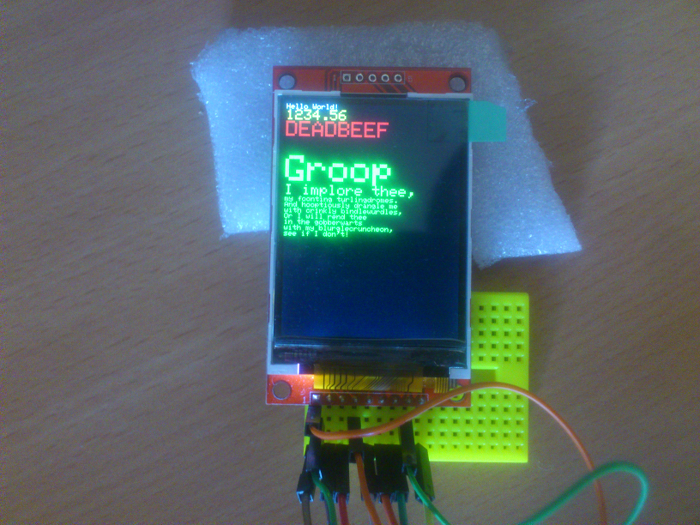 Hello World!
1234.56
DEADBEEF
Groop
I implore thee,
my foonting turlingdromes.
And hooptiously drangle me
with crinkly bindlewurdles,
Or I will rend thee
in the gobberwarts
with my blurglecruncheon,
see if I don't!